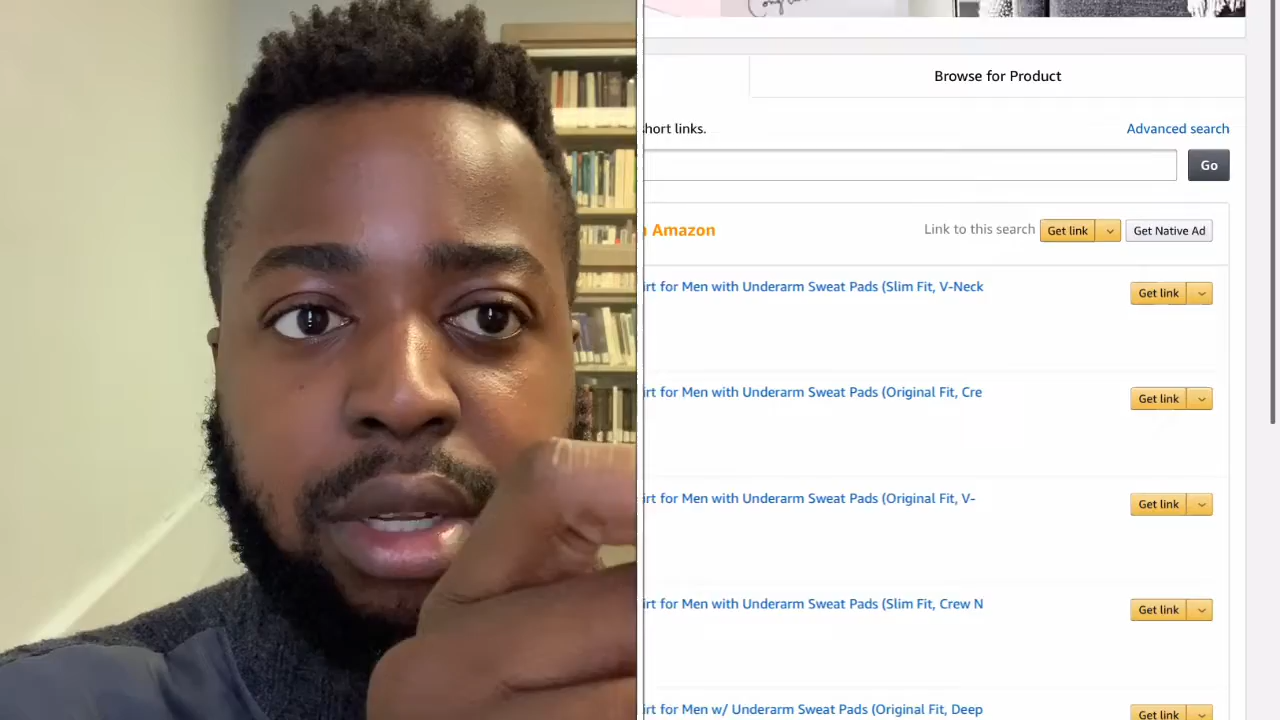 Browse for Product
short links.
Advanced search
Go
Amazon
Link to this search
Get link
Get Native Ad
irt for Men with Underarm Sweat Pads (Slim Fit, V-Neck
Get link
irt for Men with Underarm Sweat Pads (Original Fit, Cre
Get link
irt for Men with Underarm Sweat Pads (Original Fit, V-
Get link
irt for Men with Underarm Sweat Pads (Slim Fit, Crew N
Get link
irt for Men w/ Underarm Sweat Pads (Original Fit, Deep
Get link